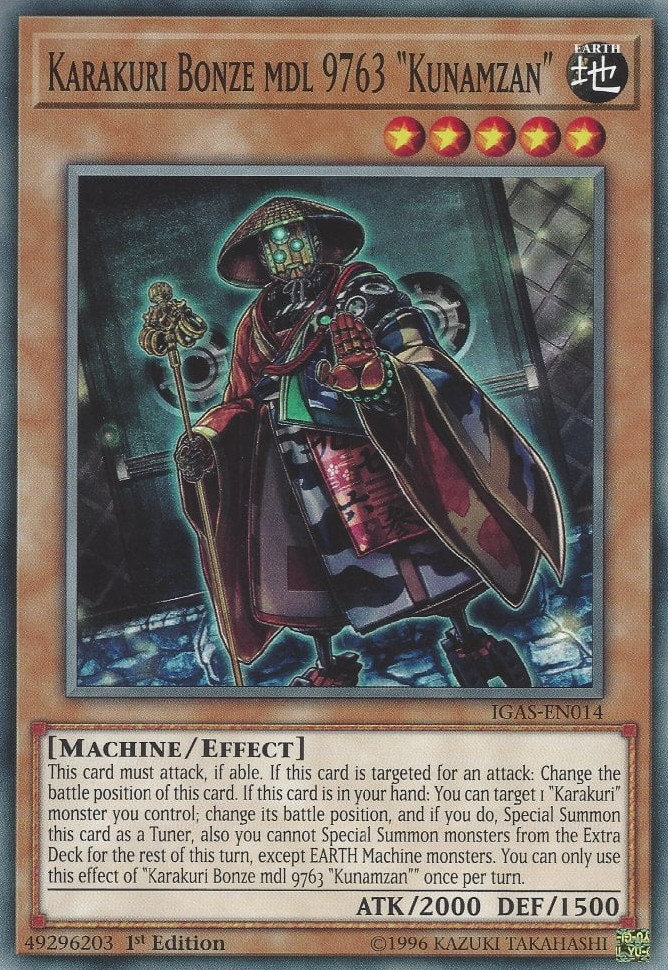 Karakuri Bonze mdl 9763 "Kunamzan"
EARTH
地
IGAS-EN014
[Machine/Effect]
This card must attack, if able. If this card is targeted for an attack: Change the
battle position of this card. If this card is in your hand: You can target 1 "Karakuri"
monster you control; change its battle position, and if you do, Special Summon
this card as a Tuner, also you cannot Special Summon monsters from the Extra
Deck for the rest of this turn, except EARTH Machine monsters. You can only use
this effect of "Karakuri Bonze mdl 9763 "Kunamzan"" once per turn.
ATK/2000 DEF/1500
49296203 1st Edition ©1996 KAZUKI TAKAHASHI